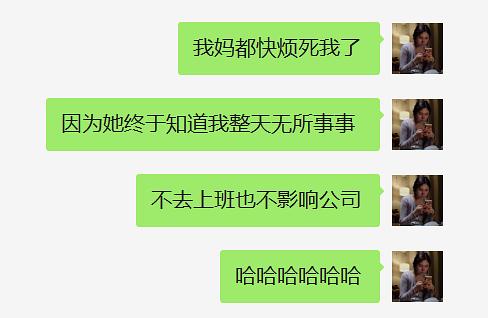 我妈都快烦死我了
因为她终于知道我整天无所事事
不去上班也不影响公司
哈哈哈哈哈哈